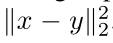 ‖x − y‖₂².